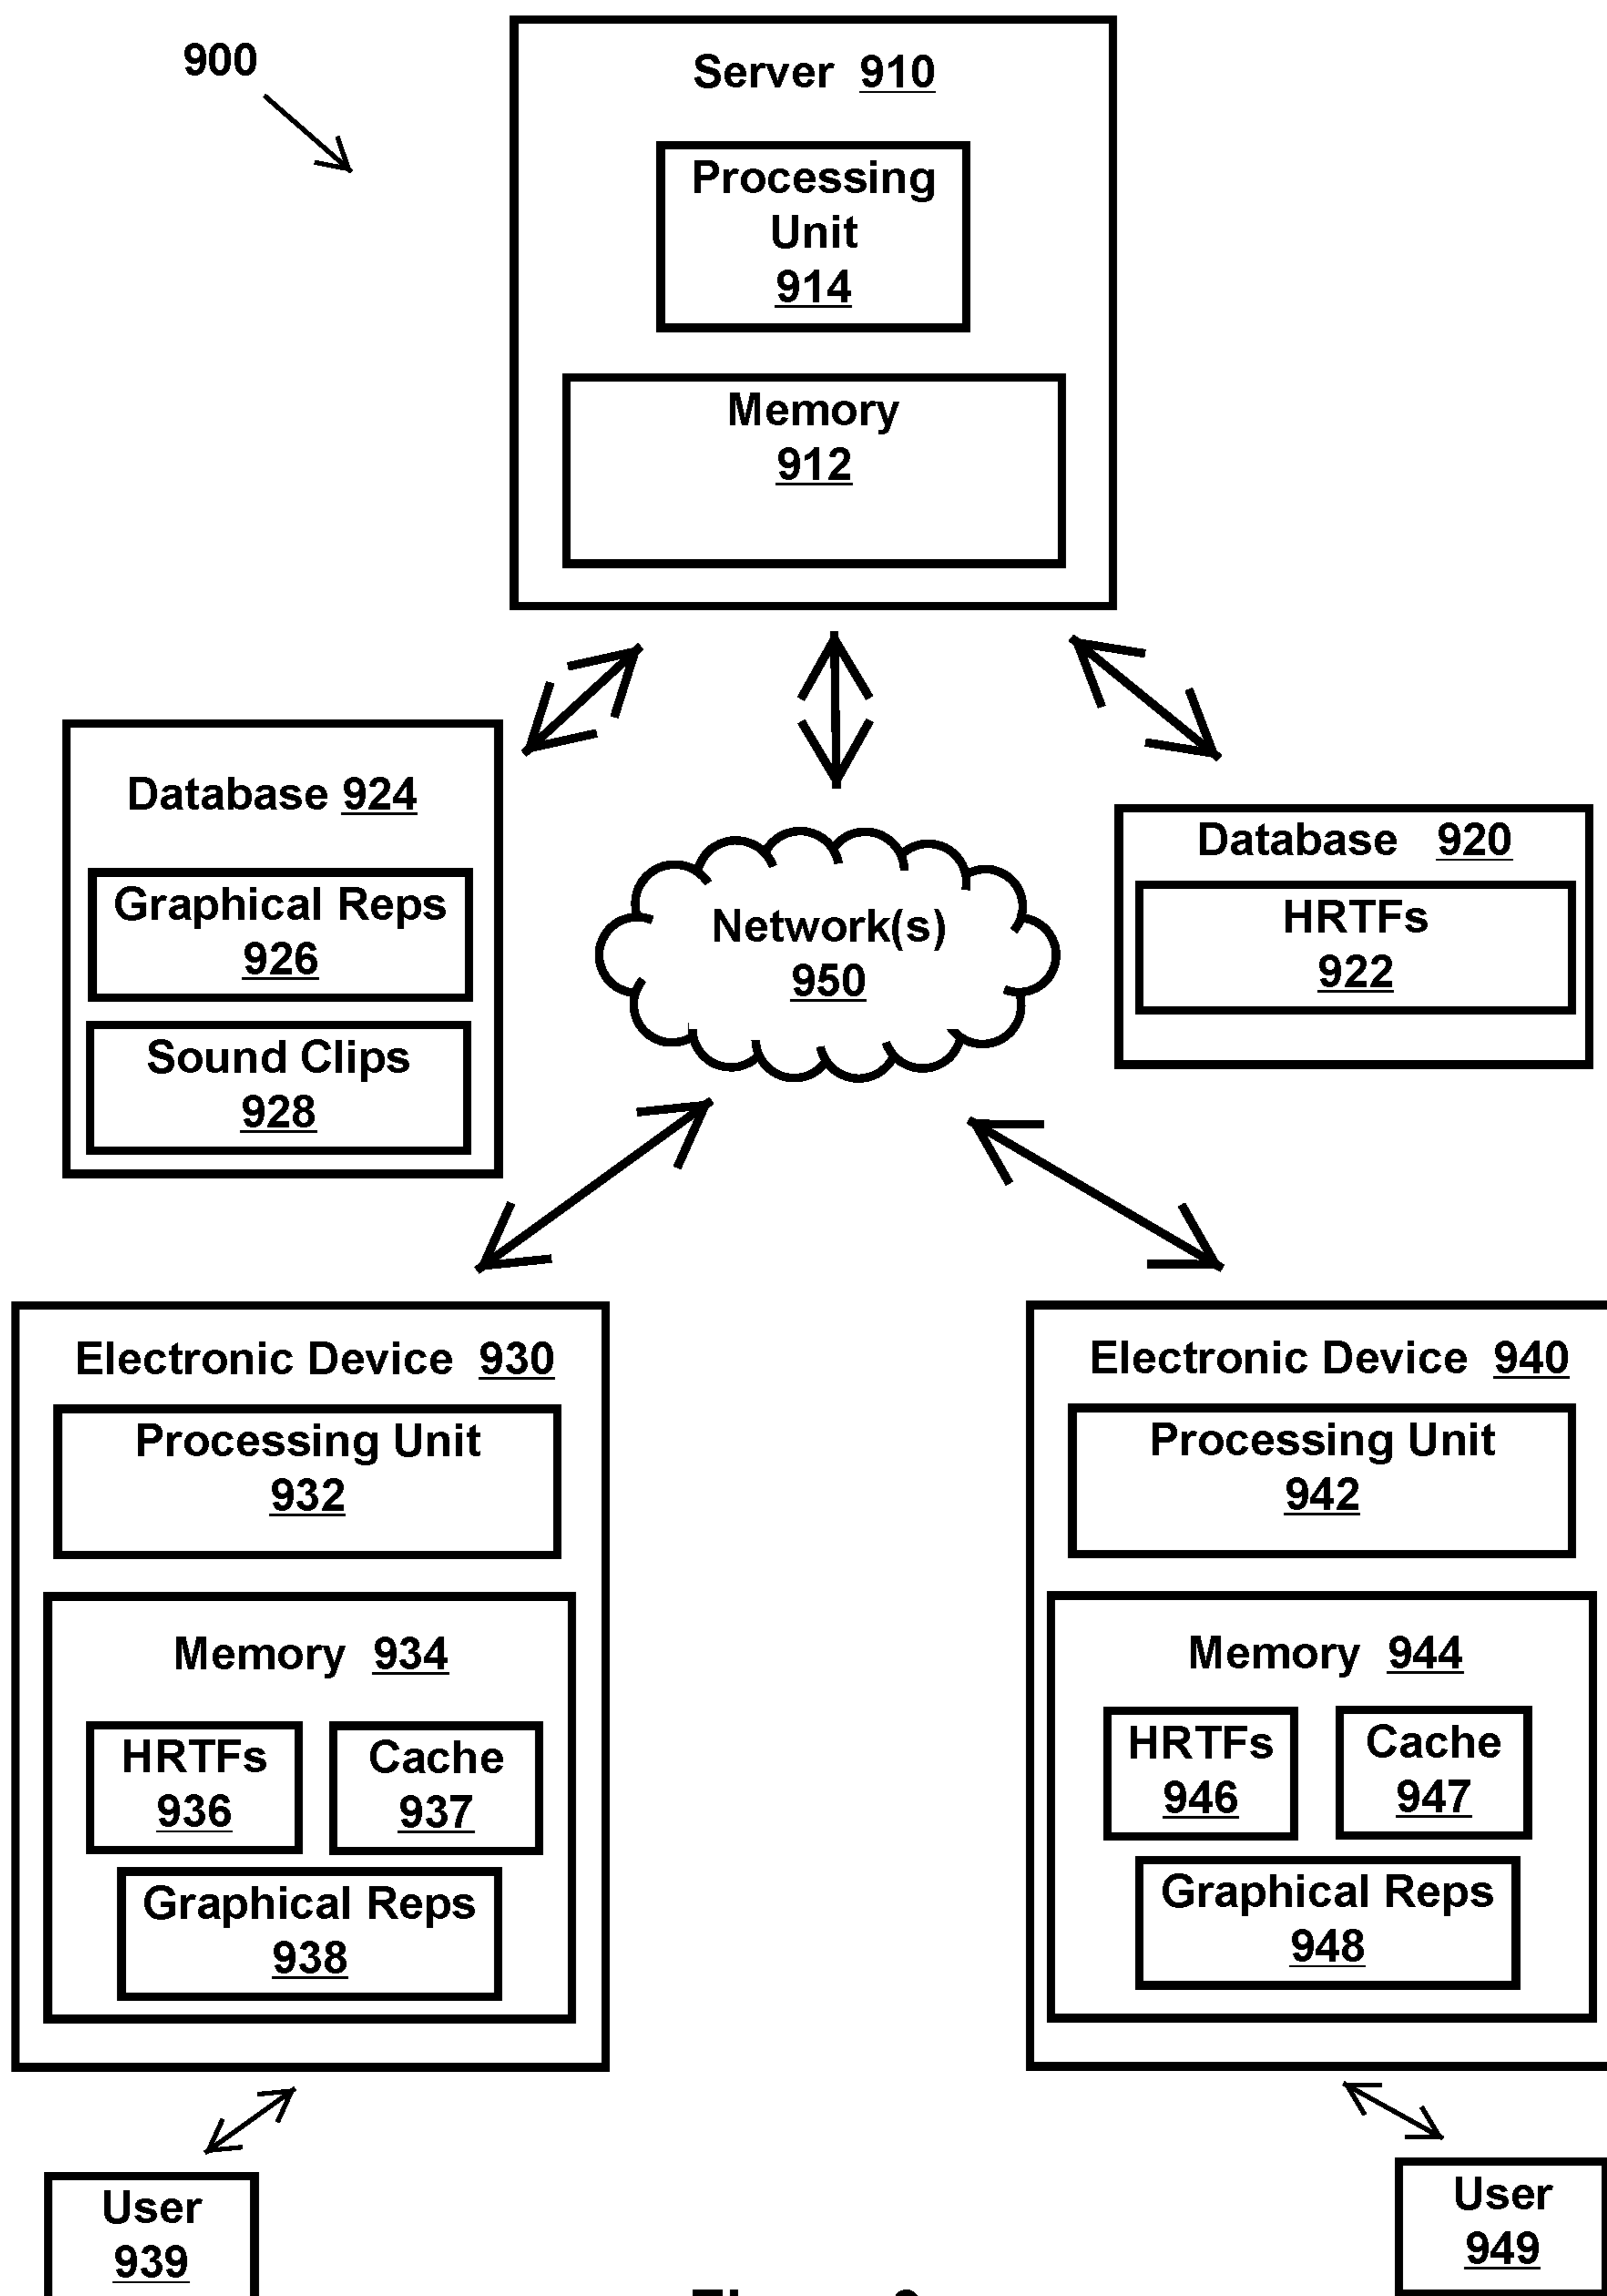 900
Server 910
Processing
Unit
914
Memory
912
Database 924
Graphical Reps
926
Sound Clips
928
Network(s)
950
Database 920
HRTFs
922
Electronic Device 930
Processing Unit
932
Memory 934
HRTFs
936
Cache
937
Graphical Reps
938
User
939
Electronic Device 940
Processing Unit
942
Memory 944
HRTFs
946
Cache
947
Graphical Reps
948
User
949